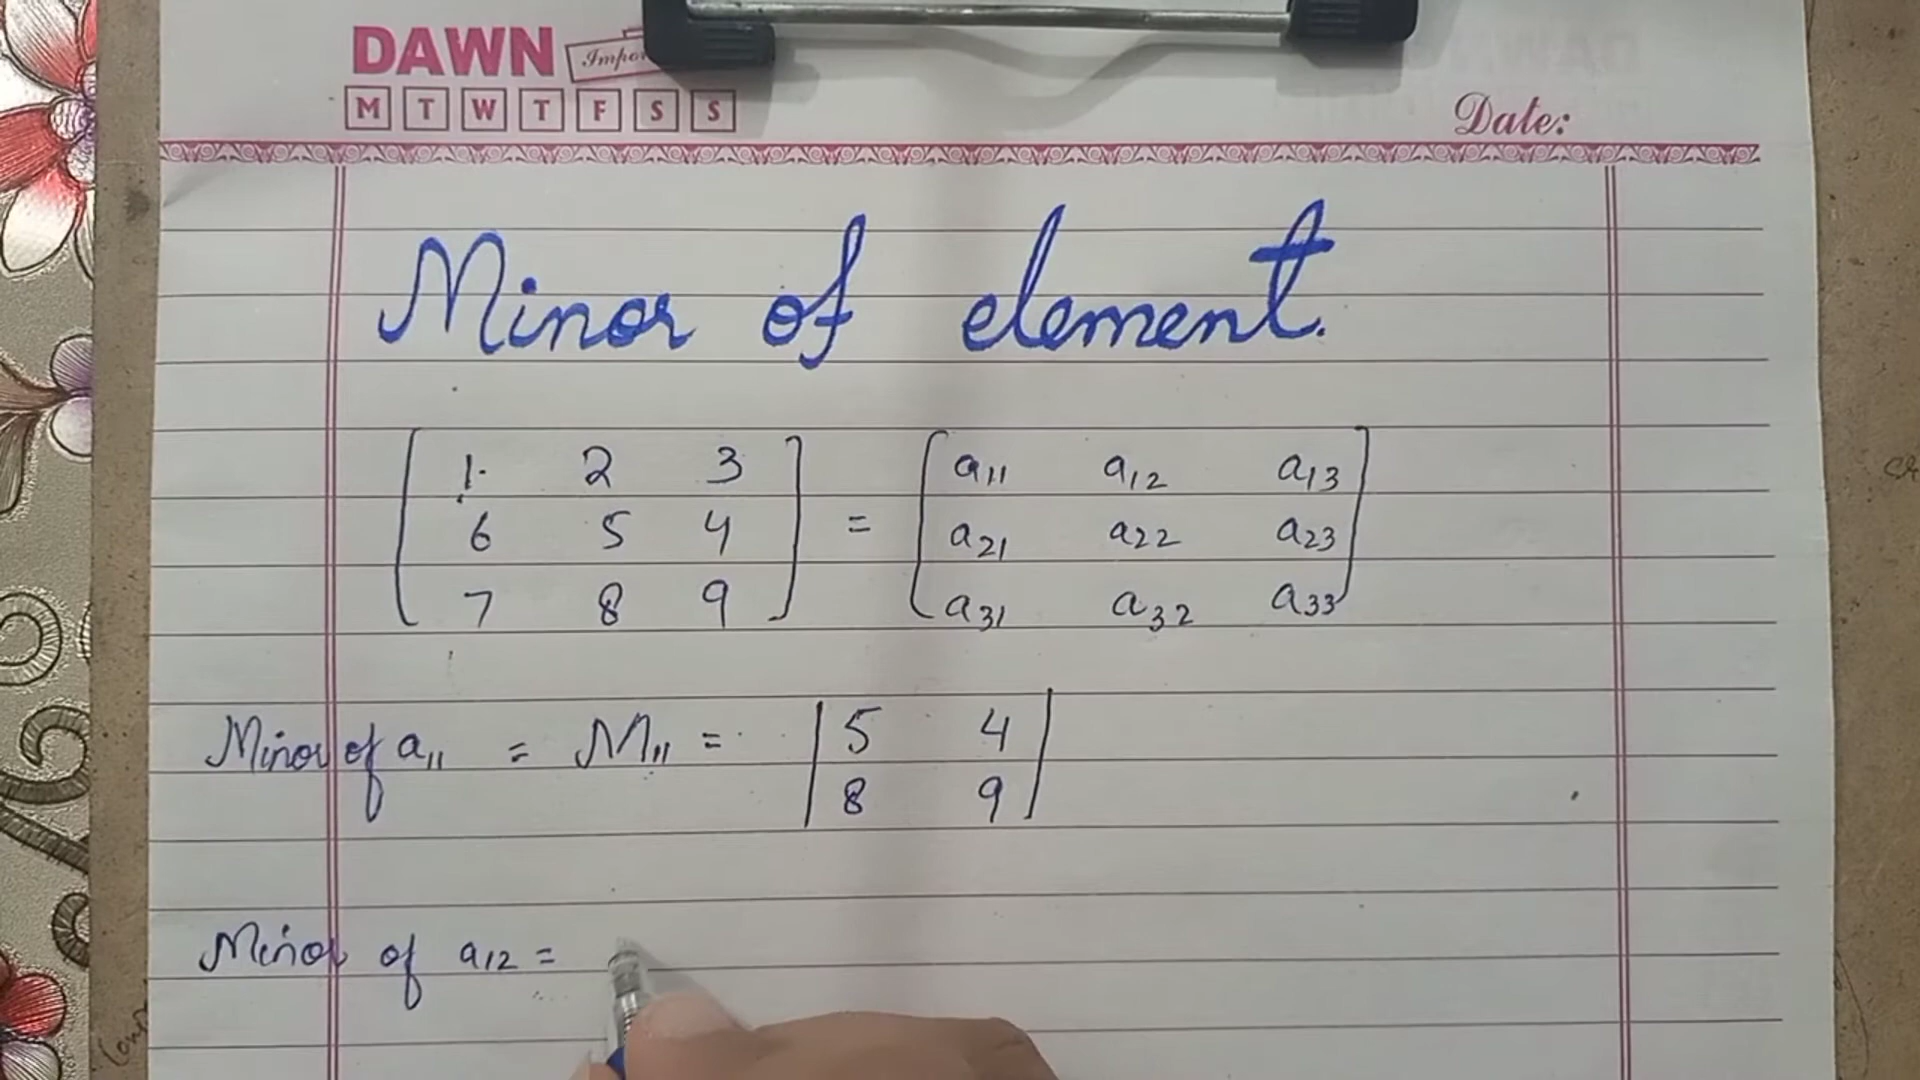 DAWN
M T W T F S S
Date:
Minor of element.
1 2 3 a11 a12 a13
6 5 4 = a21 a22 a23
7 8 9 a31 a32 a33
Minor of a11 = M11 = 5 4
8 9
Minor of a12 =